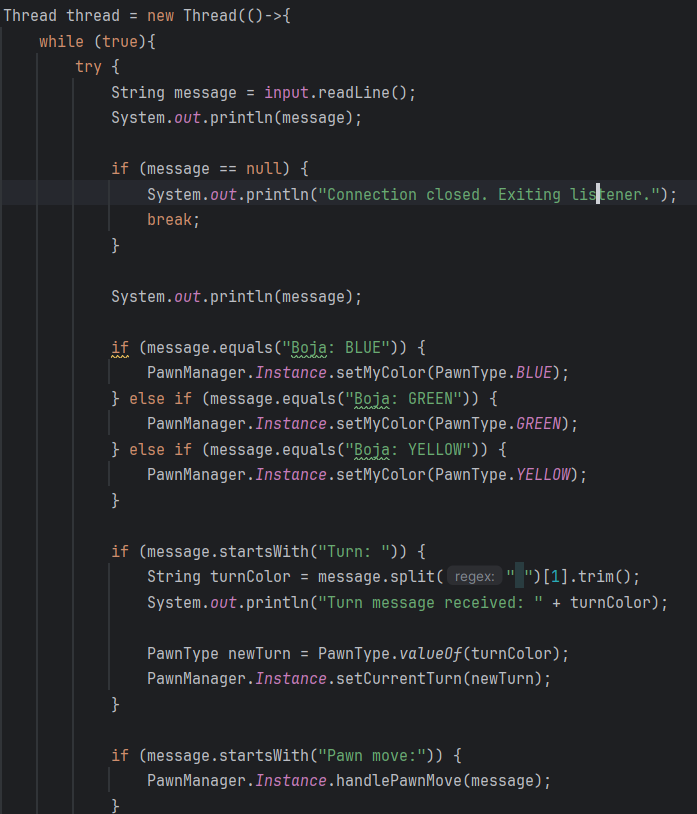 Thread thread = new Thread(()->{
while (true){
try {
String message = input.readLine();
System.out.println(message);
if (message == null) {
System.out.println("Connection closed. Exiting listener.");
break;
}
System.out.println(message);
if (message.equals("Boja: BLUE")) {
PawnManager.Instance.setMyColor(PawnType.BLUE);
} else if (message.equals("Boja: GREEN")) {
PawnManager.Instance.setMyColor(PawnType.GREEN);
} else if (message.equals("Boja: YELLOW")) {
PawnManager.Instance.setMyColor(PawnType.YELLOW);
}
if (message.startsWith("Turn: ")) {
String turnColor = message.split( regex: " ")[1].trim();
System.out.println("Turn message received: " + turnColor);
PawnType newTurn = PawnType.valueOf(turnColor);
PawnManager.Instance.setCurrentTurn(newTurn);
}
if (message.startsWith("Pawn move:")) {
PawnManager.Instance.handlePawnMove(message);
}